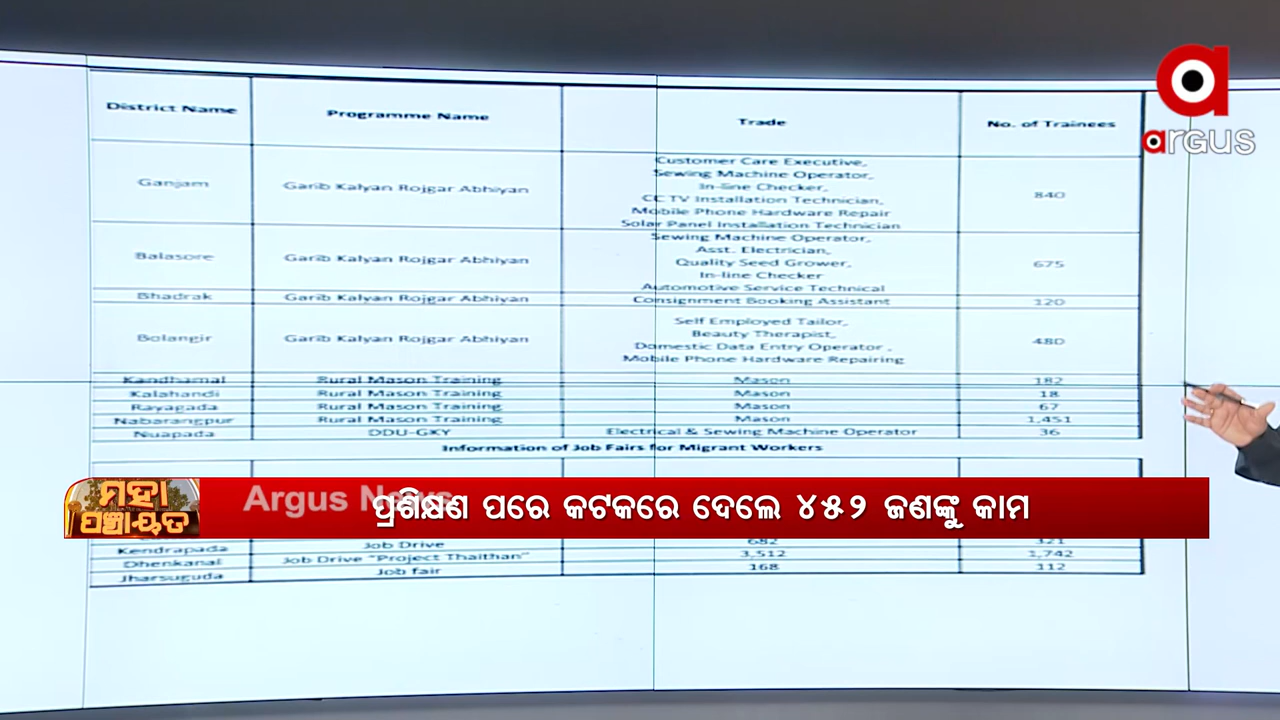 argus
District Name Programme Name Trade No. of Trainees
Customer Care Executive,
Sewing Machine Operator,
In-line Checker,
CCTV Installation Technician,
Mobile Phone Hardware Repair
Solar Panel Installation Technician
Ganjam Garib Kalyan Rojgar Abhiyan 840
Sewing Machine Operator,
Asst. Electrician,
Quality Seed Grower,
In-line Checker
Automotive Service Technical
Balasore Garib Kalyan Rojgar Abhiyan 675
Bhadrak Garib Kalyan Rojgar Abhiyan Consignment Booking Assistant 120
Self Employed Tailor,
Beauty Therapist,
Domestic Data Entry Operator,
Mobile Phone Hardware Repairing
Bolangir Garib Kalyan Rojgar Abhiyan 480
Kandhamal Rural Mason Training Mason 182
Kalahandi Rural Mason Training Mason 18
Rayagada Rural Mason Training Mason 67
Nabarangpur Rural Mason Training Mason 1,451
Nuapada DDU-GKY Electrical & Sewing Machine Operator 36
Information of Job Fairs for Migrant Workers
ମହା
ପଞ୍ଚାୟତ
Argus News
ପ୍ରଶିକ୍ଷଣ ପରେ କଟକରେ ଦେଲେ ୪୫୨ ଜଣଙ୍କୁ କାମ
Kendrapada Job Drive 682 321
Dhenkanal Job Drive "Project Thaithan" 3,512 1,742
Jharsuguda Job fair 168 112